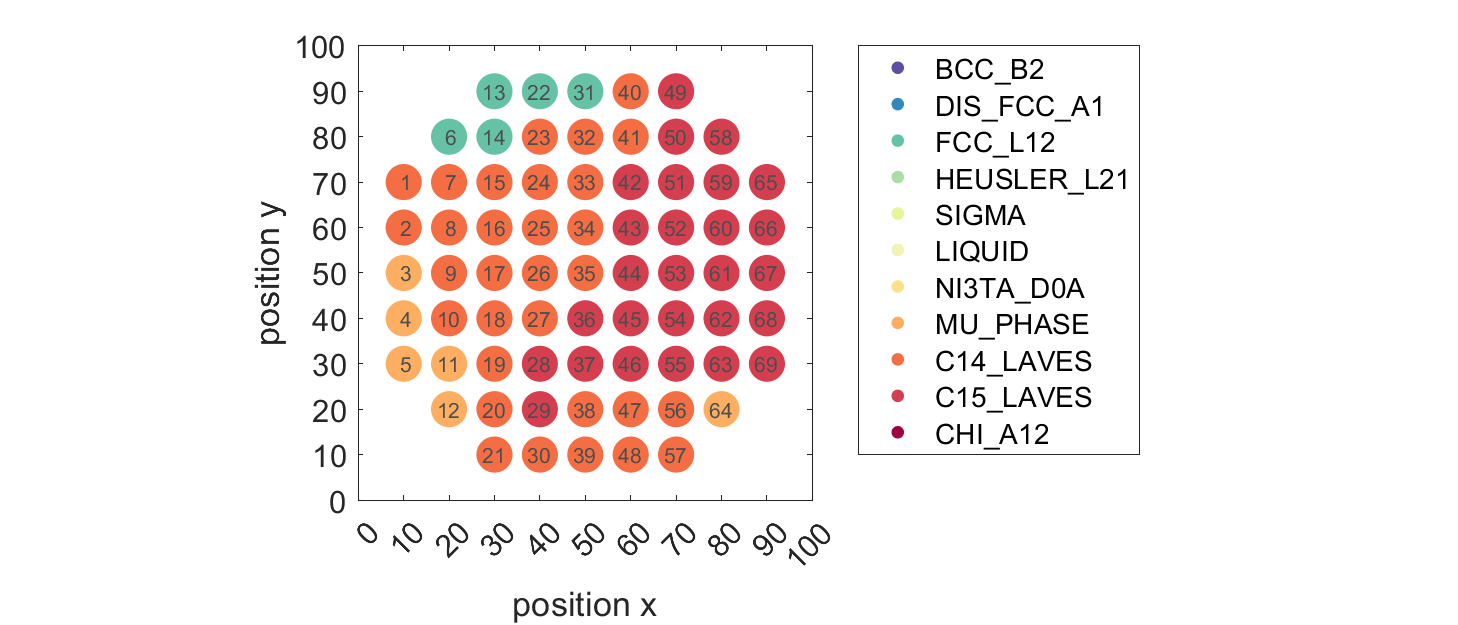 100
90
80
70
60
50
40
30
20
10
0
position y
13 22 31 40 49
6 14 23 32 41 50 58
1 7 15 24 33 42 51 59 65
2 8 16 25 34 43 52 60 66
3 9 17 26 35 44 53 61 67
4 10 18 27 36 45 54 62 68
5 11 19 28 37 46 55 63 69
12 20 29 38 47 56 64
21 30 39 48 57
0 10 20 30 40 50 60 70 80 90 100
position x
BCC_B2
DIS_FCC_A1
FCC_L12
HEUSLER_L21
SIGMA
LIQUID
NI3TA_D0A
MU_PHASE
C14_LAVES
C15_LAVES
CHI_A12